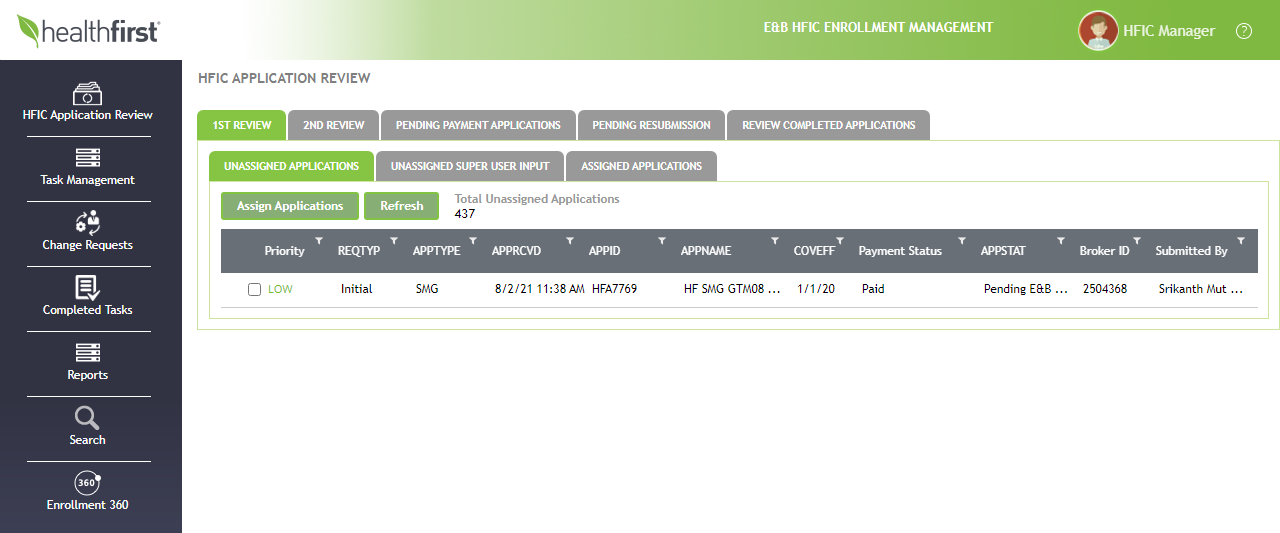 healthfirst
E&B HFIC ENROLLMENT MANAGEMENT
HFIC Manager
?
HFIC Application Review
Task Management
Change Requests
Completed Tasks
Reports
Search
360
Enrollment 360
HFIC APPLICATION REVIEW
1ST REVIEW 2ND REVIEW PENDING PAYMENT APPLICATIONS PENDING RESUBMISSION REVIEW COMPLETED APPLICATIONS
UNASSIGNED APPLICATIONS UNASSIGNED SUPER USER INPUT ASSIGNED APPLICATIONS
Assign Applications Refresh Total Unassigned Applications
437
Priority REQTYP APPTYPE APPRCVD APPID APPNAME COVEFF Payment Status APPSTAT Broker ID Submitted By
LOW Initial SMG 8/2/21 11:38 AM HFA7769 HF SMG GTM08 ... 1/1/20 Paid Pending E&B ... 2504368 Srikanth Mut ...